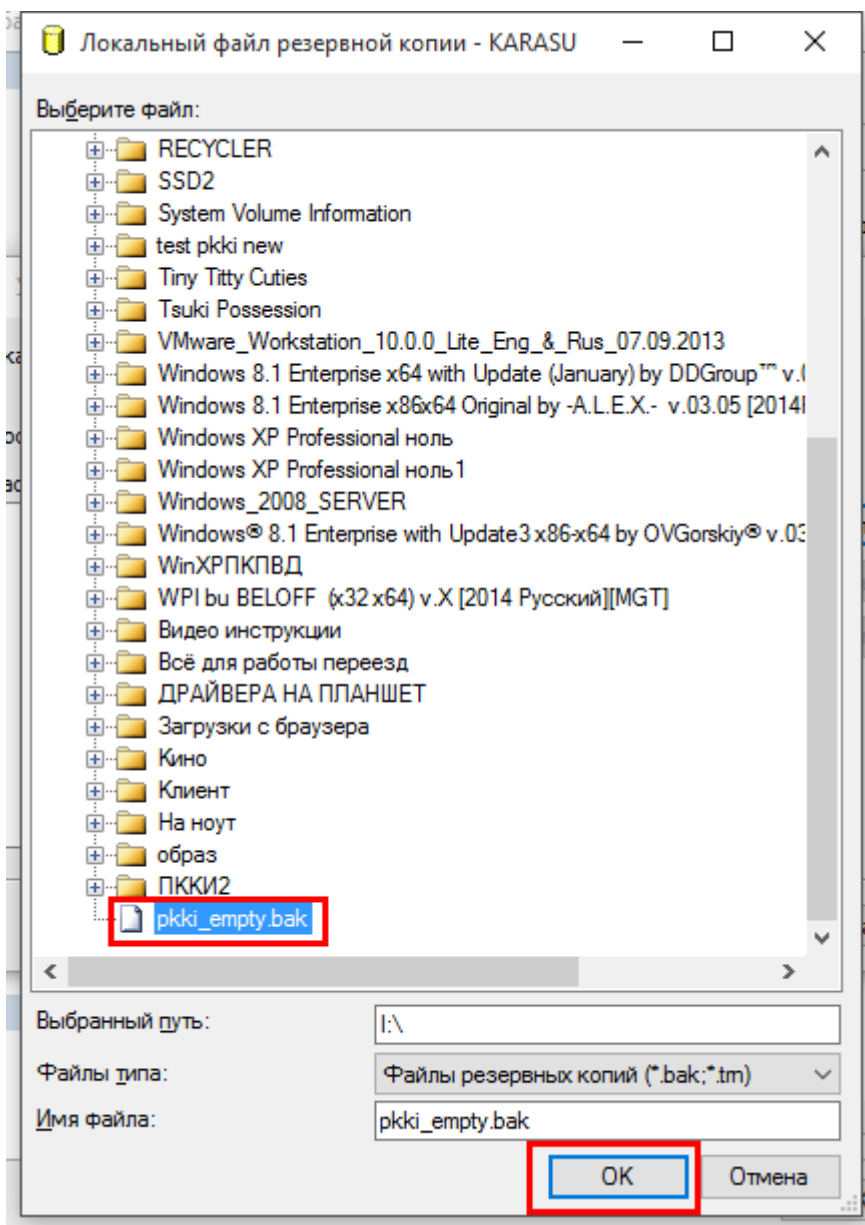 Локальный файл резервной копии - KARASU
Выберите файл:
RECYCLER
SSD2
System Volume Information
test pkki new
Tiny Titty Cuties
Tsuki Possession
VMware_Workstation_10.0.0_Lite_Eng_&_Rus_07.09.2013
Windows 8.1 Enterprise x64 with Update (January) by DDGroup™ v.
Windows 8.1 Enterprise x86x64 Original by -A.L.E.X.- v.03.05 [2014
Windows XP Professional ноль
Windows XP Professional ноль1
Windows_2008_SERVER
Windows® 8.1 Enterprise with Update3 x86-x64 by OVGorskiy® v.03
WinXPПКПВД
WPI bu BELOFF (x32 x64) v.X [2014 Русский][MGT]
Видео инструкции
Всё для работы переезд
ДРАЙВЕРА НА ПЛАНШЕТ
Загрузки с браузера
Кино
Клиент
На ноут
образ
ПККИ2
pkki_empty.bak
Выбранный путь: I:\
Файлы типа: Файлы резервных копий (*.bak;*.trn)
Имя файла: pkki_empty.bak
OK Отмена